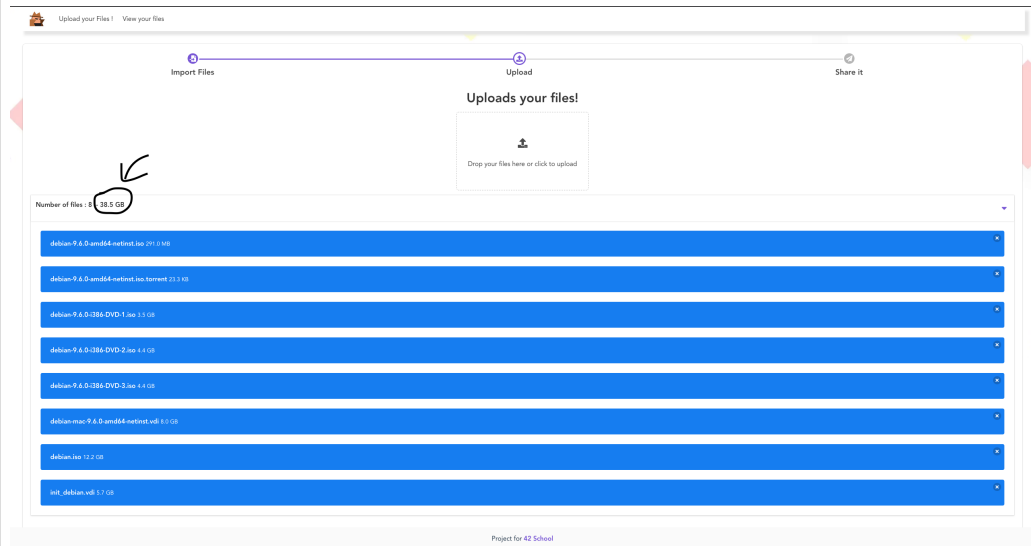 Upload your Files ! View your files
Import Files Upload Share it
Uploads your files!
Drop your files here or click to upload
Number of files : 8 - 38.5 GB
debian-9.6.0-amd64-netinst.iso 291.0 MB
debian-9.6.0-amd64-netinst.iso.torrent 23.3 KB
debian-9.6.0-i386-DVD-1.iso 3.5 GB
debian-9.6.0-i386-DVD-2.iso 4.4 GB
debian-9.6.0-i386-DVD-3.iso 4.4 GB
debian-mac-9.6.0-amd64-netinst.vdi 8.0 GB
debian.iso 12.2 GB
init_debian.vdi 5.7 GB
Project for 42 School